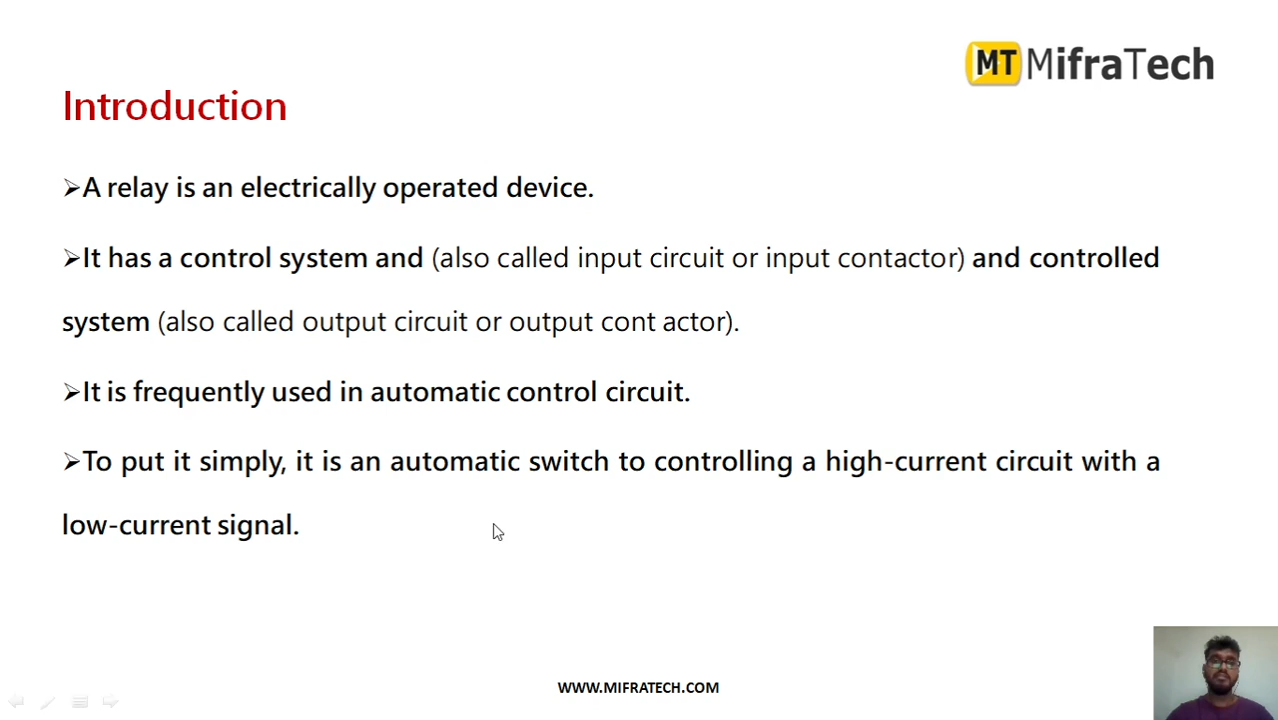 MT MifraTech
Introduction
➢A relay is an electrically operated device.
➢It has a control system and (also called input circuit or input contactor) and controlled
system (also called output circuit or output cont actor).
➢It is frequently used in automatic control circuit.
➢To put it simply, it is an automatic switch to controlling a high-current circuit with a
low-current signal.
WWW.MIFRATECH.COM